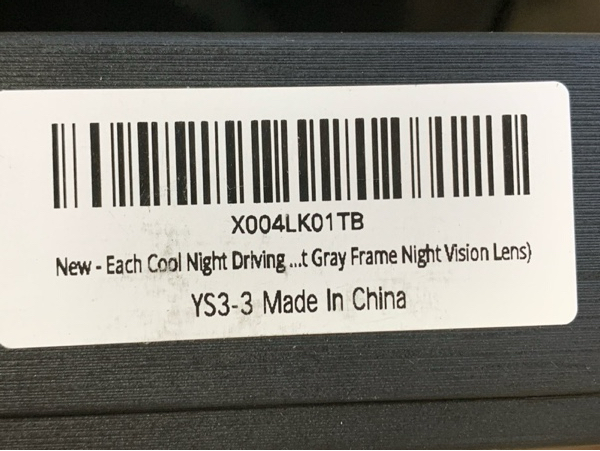 X004LK01TB
New - Each Cool Night Driving ...t Gray Frame Night Vision Lens)
YS3-3 Made In China